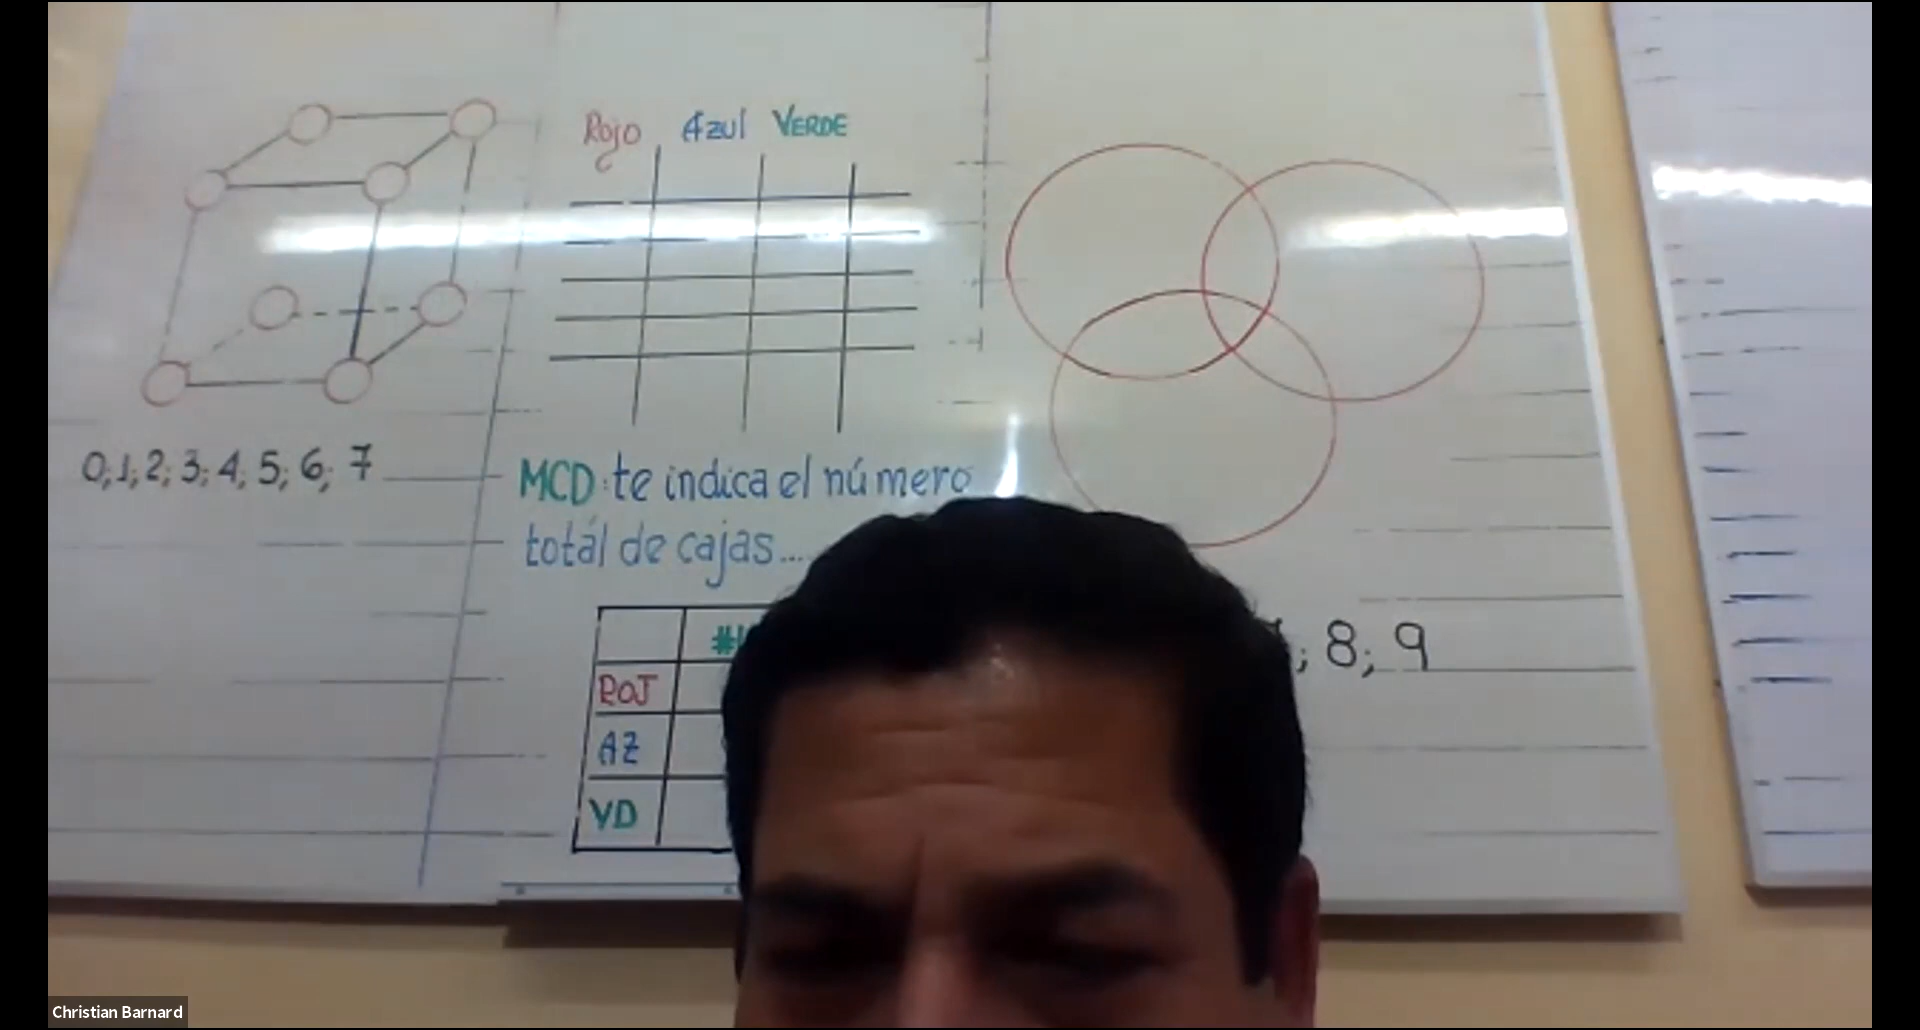 Rojo Azul VERDE
0; 1; 2; 3; 4; 5; 6; 7
MCD: te indica el número
totál de cajas....
ROJ
AZ
VD
; 8; 9
Christian Barnard